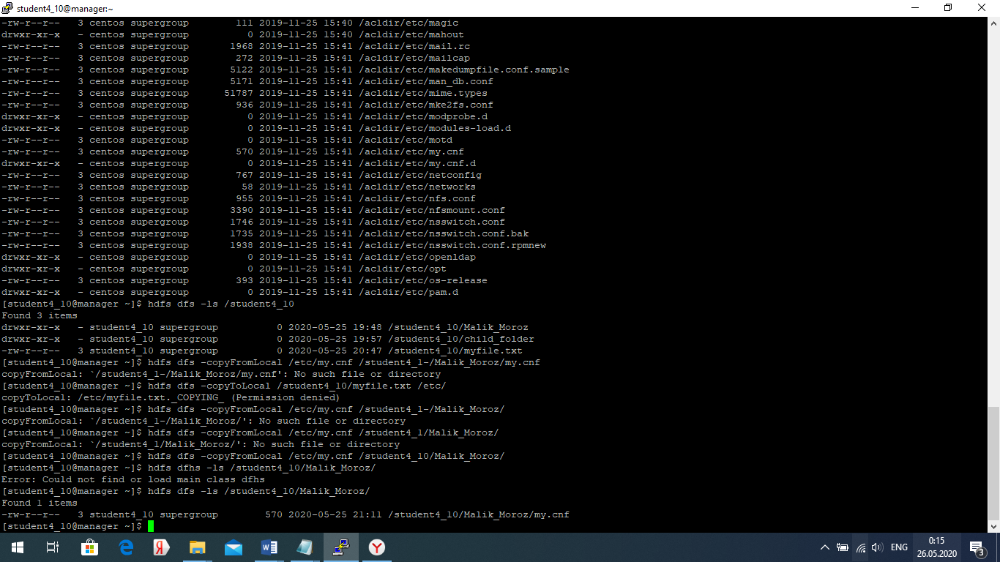 student4_10@manager:~
-rw-r--r--   3 centos supergroup        111 2019-11-25 15:40 /acldir/etc/magic
drwxr-xr-x   - centos supergroup          0 2019-11-25 15:40 /acldir/etc/mahout
-rw-r--r--   3 centos supergroup       1968 2019-11-25 15:41 /acldir/etc/mail.rc
-rw-r--r--   3 centos supergroup        272 2019-11-25 15:41 /acldir/etc/mailcap
-rw-r--r--   3 centos supergroup       5122 2019-11-25 15:41 /acldir/etc/makedumpfile.conf.sample
-rw-r--r--   3 centos supergroup       5171 2019-11-25 15:41 /acldir/etc/man_db.conf
-rw-r--r--   3 centos supergroup      51787 2019-11-25 15:41 /acldir/etc/mime.types
-rw-r--r--   3 centos supergroup        936 2019-11-25 15:41 /acldir/etc/mke2fs.conf
drwxr-xr-x   - centos supergroup          0 2019-11-25 15:41 /acldir/etc/modprobe.d
drwxr-xr-x   - centos supergroup          0 2019-11-25 15:41 /acldir/etc/modules-load.d
-rw-r--r--   3 centos supergroup          0 2019-11-25 15:41 /acldir/etc/motd
-rw-r--r--   3 centos supergroup        570 2019-11-25 15:41 /acldir/etc/my.cnf
drwxr-xr-x   - centos supergroup          0 2019-11-25 15:41 /acldir/etc/my.cnf.d
-rw-r--r--   3 centos supergroup        767 2019-11-25 15:41 /acldir/etc/netconfig
-rw-r--r--   3 centos supergroup         58 2019-11-25 15:41 /acldir/etc/networks
-rw-r--r--   3 centos supergroup        955 2019-11-25 15:41 /acldir/etc/nfs.conf
-rw-r--r--   3 centos supergroup       3390 2019-11-25 15:41 /acldir/etc/nfsmount.conf
-rw-r--r--   3 centos supergroup       1746 2019-11-25 15:41 /acldir/etc/nsswitch.conf
-rw-r--r--   3 centos supergroup       1735 2019-11-25 15:41 /acldir/etc/nsswitch.conf.bak
-rw-r--r--   3 centos supergroup       1938 2019-11-25 15:41 /acldir/etc/nsswitch.conf.rpmnew
drwxr-xr-x   - centos supergroup          0 2019-11-25 15:41 /acldir/etc/openldap
drwxr-xr-x   - centos supergroup          0 2019-11-25 15:41 /acldir/etc/opt
-rw-r--r--   3 centos supergroup        393 2019-11-25 15:41 /acldir/etc/os-release
drwxr-xr-x   - centos supergroup          0 2019-11-25 15:41 /acldir/etc/pam.d
[student4_10@manager ~]$ hdfs dfs -ls /student4_10
Found 3 items
drwxr-xr-x   - student4_10 supergroup          0 2020-05-25 19:48 /student4_10/Malik_Moroz
drwxr-xr-x   - student4_10 supergroup          0 2020-05-25 19:57 /student4_10/child_folder
-rw-r--r--   3 student4_10 supergroup          0 2020-05-25 20:47 /student4_10/myfile.txt
[student4_10@manager ~]$ hdfs dfs -copyFromLocal /etc/my.cnf /student4_1-/Malik_Moroz/my.cnf
copyFromLocal: `/student4_1-/Malik_Moroz/my.cnf': No such file or directory
[student4_10@manager ~]$ hdfs dfs -copyToLocal /student4_10/myfile.txt /etc/
copyToLocal: /etc/myfile.txt._COPYING_ (Permission denied)
[student4_10@manager ~]$ hdfs dfs -copyFromLocal /etc/my.cnf /student4_1-/Malik_Moroz/
copyFromLocal: `/student4_1-/Malik_Moroz/': No such file or directory
[student4_10@manager ~]$ hdfs dfs -copyFromLocal /etc/my.cnf /student4_1/Malik_Moroz/
copyFromLocal: `/student4_1/Malik_Moroz/': No such file or directory
[student4_10@manager ~]$ hdfs dfs -copyFromLocal /etc/my.cnf /student4_10/Malik_Moroz/
[student4_10@manager ~]$ hdfs dfhs -ls /student4_10/Malik_Moroz/
Error: Could not find or load main class dfhs
[student4_10@manager ~]$ hdfs dfs -ls /student4_10/Malik_Moroz/
Found 1 items
-rw-r--r--   3 student4_10 supergroup        570 2020-05-25 21:11 /student4_10/Malik_Moroz/my.cnf
[student4_10@manager ~]$
ENG
0:15
26.05.2020
3